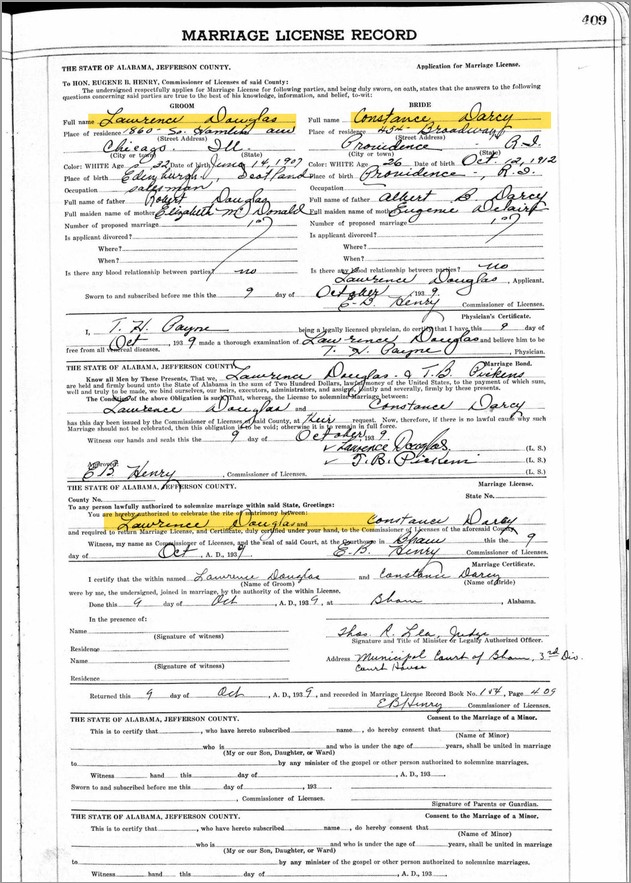 409
MARRIAGE LICENSE RECORD
THE STATE OF ALABAMA, JEFFERSON COUNTY. Application for Marriage License.
To HON. EUGENE B. HENRY, Commissioner of Licenses of said County:
The undersigned respectfully applies for Marriage License for following parties, and being duly sworn, on oath, states that the answers to the following
questions concerning said parties are true to the best of his knowledge, information, and belief, to-wit:
GROOM BRIDE
Full name Lawrence Douglas Full name Constance Darcy
Place of residence 1860 - So. Hamlin ave Place of residence 454 - Broadway
(Street Address) (Street Address)
Chicago. Ill. Providence - R.I.
(City or town) (State) (City or town) (State)
Color: WHITE Age 32 Date of birth June 14, 1907 Color: WHITE Age 26 Date of birth Oct. 12, 1912
Place of birth Edinburgh, Scotland Place of birth Providence -, R.I.
Occupation salesman Occupation
Full name of father Robert Douglas Full name of father Albert B. Darcy
Full maiden name of mother Elizabeth McDonald Full maiden name of mother Eugene
Number of proposed marriage 1st Number of proposed marriage 1st
Is applicant divorced? Is applicant divorced?
Where? Where?
When? When?
Is there any blood relationship between parties? no Is there any blood relationship between parties? no
Lawrence Douglas, Applicant.
Sworn to and subscribed before me this the 9 day of October 1939.
E. B. Henry Commissioner of Licenses.
Physician's Certificate.
I, T. H. Payne being a legally licensed physician, do certify that I have this 9 day of
Oct, 1939 made a thorough examination of Lawrence Douglas and believe him to be
free from all venereal diseases. T. H. Payne, Physician.
THE STATE OF ALABAMA, JEFFERSON COUNTY. Marriage Bond.
Know all Men by These Presents, That we, Lawrence Douglas & T.B. Pickens
are held and firmly bound unto the State of Alabama in the sum of Two Hundred Dollars, lawful money of the United States, to the payment of which sum,
well and truly to be made, we bind ourselves, our heirs, executors, administrators, and assigns, jointly and severally, firmly by these presents.
The Condition of the above Obligation is Such, That, whereas, the License to solemnize Marriage between:
Lawrence Douglas and Constance Darcy
has this day been issued by the Commissioner of Licenses of said County, at their request. Now, therefore, if there is no lawful cause why such
Marriage should not be celebrated, then this obligation is to be void; otherwise it is to remain in full force.
Witness our hands and seals this the 9 day of October, 1939.
Lawrence Douglas, (L. S.)
Approved: T. B. Pickens (L. S.)
E B Henry, Commissioner of Licenses. (L. S.)
THE STATE OF ALABAMA, JEFFERSON COUNTY. Marriage License.
County No. State No.
To any person lawfully authorized to solemnize marriage within said State, Greetings:
You are hereby authorized to celebrate the rite of matrimony between:
Lawrence Douglas and Constance Darcy
and required to return Marriage License, and Certificate, duly certified under your hand, to the Commissioner of Licenses of the aforesaid County.
Witness, my name as Commissioner of Licenses, and the seal of said Court, at the Courthouse in Bham this the 9
day of Oct, A. D., 1939 E. B. Henry Commissioner of Licenses.
Marriage Certificate.
I certify that the within named Lawrence Douglas and Constance Darcy
(Name of Groom) (Name of Bride)
were by me, the undersigned, joined in marriage, by the authority of the within License.
Done this 9 day of Oct, A. D., 1939, at Bham, Alabama.
In the presence of:
Name Thos. R. Lea, Judge
(Signature of witness) Signature and Title of Minister or Legally Authorized Officer.
Residence
Name Address Municipal Court of Bham, 3rd Div.
(Signature of witness) Court House
Residence
Returned this 9 day of Oct, A. D., 1939, and recorded in Marriage License Record Book No. 184, Page 409
E B Henry Commissioner of Licenses.
THE STATE OF ALABAMA, JEFFERSON COUNTY. Consent to the Marriage of a Minor.
This is to certify that, who have hereto subscribed name, do hereby consent that
(Name of Minor)
who is and who is under the age of years, shall be united in marriage
(My or our Son, Daughter, or Ward)
to by any minister of the gospel or other person authorized to solemnize marriages.
Witness hand this day of, A. D., 193
Sworn to and subscribed before me this day of, 193
, Commissioner of Licenses. Signature of Parents or Guardian.
THE STATE OF ALABAMA, JEFFERSON COUNTY. Consent to the Marriage of a Minor.
This is to certify that, who have hereto subscribed name, do hereby consent that
(Name of Minor)
who is and who is under the age of years, shall be united in marriage
(My or our Son, Daughter, or Ward)
to by any minister of the gospel or other person authorized to solemnize marriages.
Witness hand this day of, A. D., 193